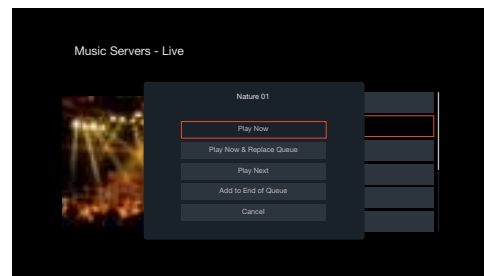 Music Servers - Live
Nature 01
Play Now
Play Now & Replace Queue
Play Next
Add to End of Queue
Cancel